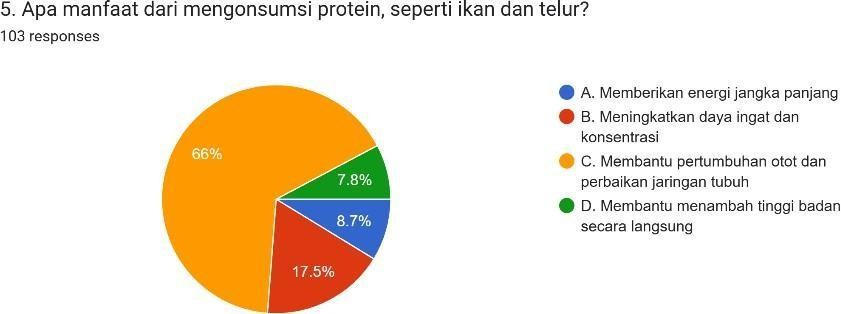 5. Apa manfaat dari mengonsumsi protein, seperti ikan dan telur?
103 responses
A. Memberikan energi jangka panjang
B. Meningkatkan daya ingat dan
konsentrasi
C. Membantu pertumbuhan otot dan
perbaikan jaringan tubuh
D. Membantu menambah tinggi badan
secara langsung
66%
7.8%
8.7%
17.5%